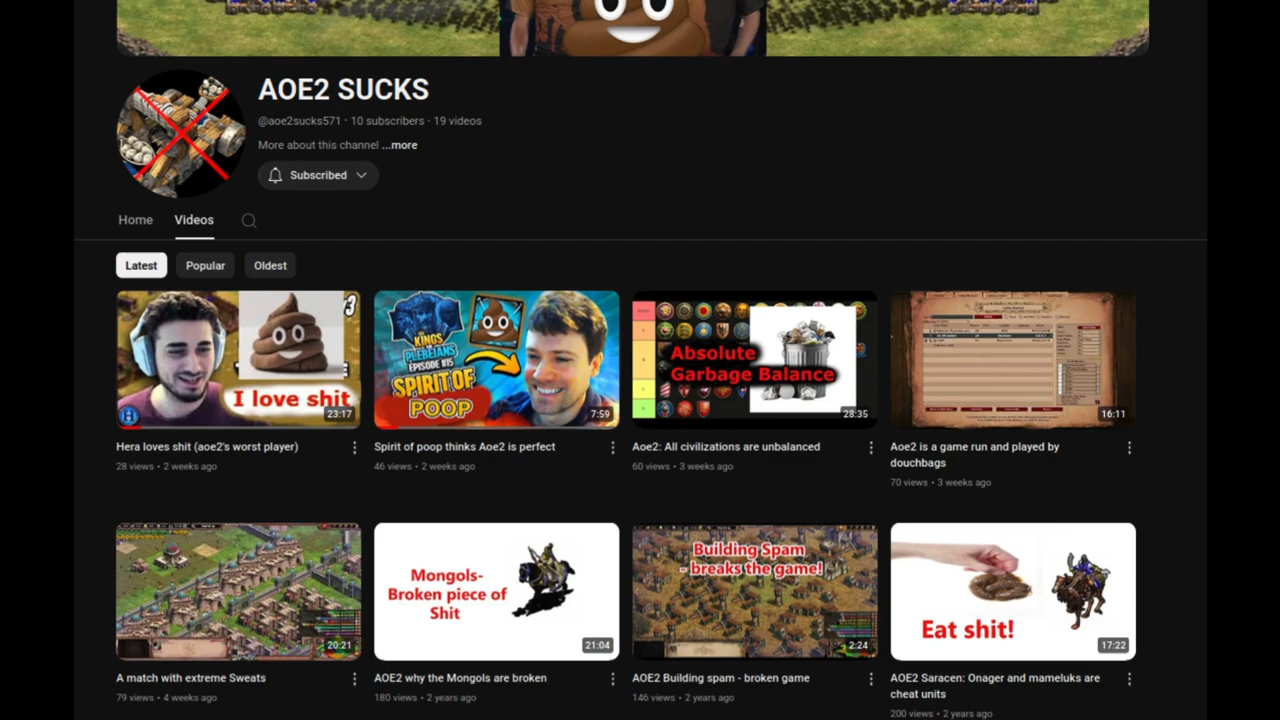 AOE2 SUCKS
@aoe2sucks571 · 10 subscribers · 19 videos
More about this channel ...more
Subscribed
Home
Videos
Latest
Popular
Oldest
3
I love shit
23:17
KINGS
PLEBEIANS
EPISODE #15
SPIRIT OF
POOP
7:59
Absolute
Garbage Balance
28:35
16:11
Hera loves shit (aoe2's worst player)
28 views • 2 weeks ago
Spirit of poop thinks Aoe2 is perfect
46 views • 2 weeks ago
Aoe2: All civilizations are unbalanced
60 views • 3 weeks ago
Aoe2 is a game run and played by
douchbags
70 views • 3 weeks ago
20:21
Mongols-
Broken piece of
Shit
21:04
Building Spam
- breaks the game!
2:24
Eat shit!
17:22
A match with extreme Sweats
79 views • 4 weeks ago
AOE2 why the Mongols are broken
180 views • 2 years ago
AOE2 Building spam - broken game
146 views • 2 years ago
AOE2 Saracen: Onager and mameluks are
cheat units
200 views • 2 years ago